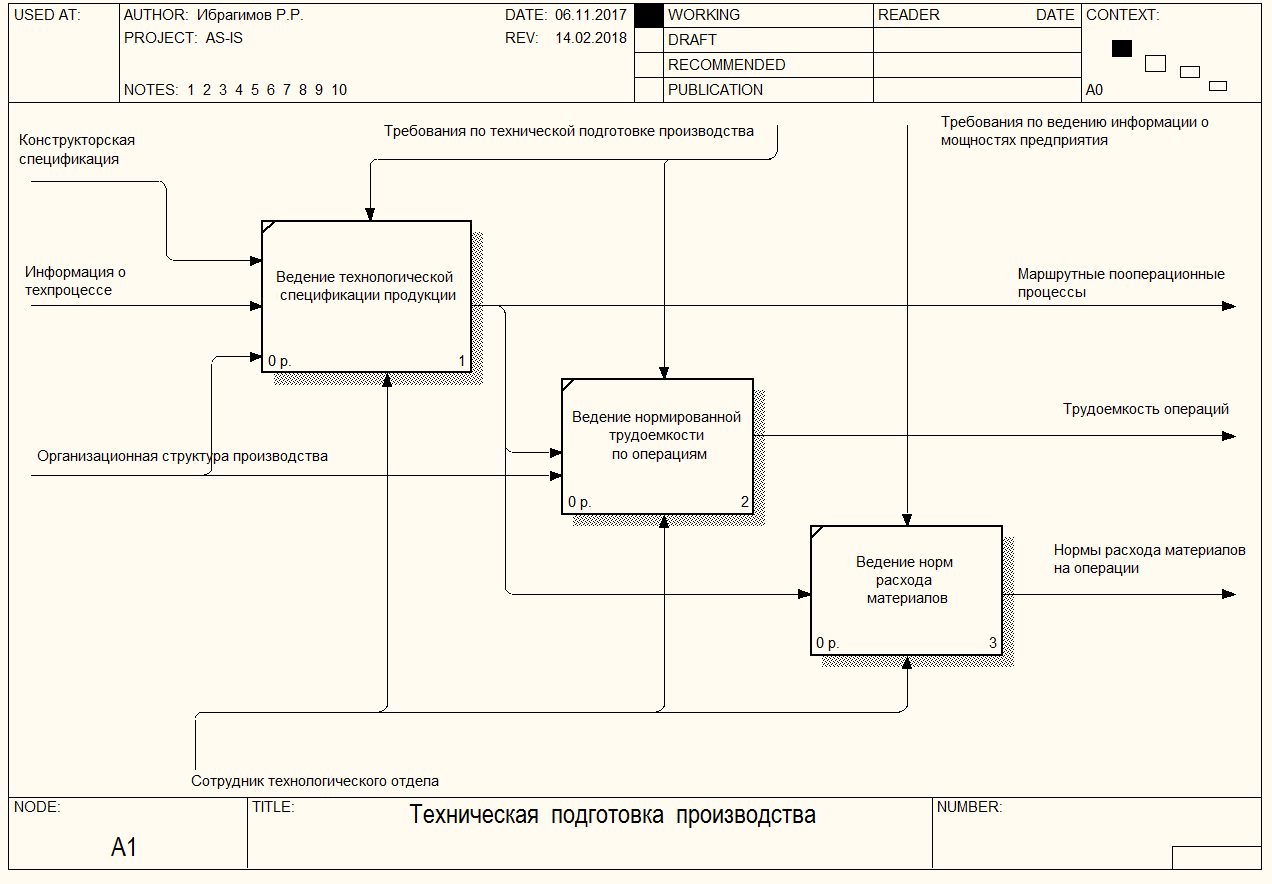 USED AT:
AUTHOR: Ибрагимов Р.Р.
DATE: 06.11.2017
PROJECT: AS-IS
REV: 14.02.2018
NOTES: 1 2 3 4 5 6 7 8 9 10
WORKING
DRAFT
RECOMMENDED
PUBLICATION
READER
DATE
CONTEXT:
A0
Требования по технической подготовке производства
Требования по ведению информации о
мощностях предприятия
Конструкторская
спецификация
Информация о
техпроцессе
Ведение технологической
спецификации продукции
0 р.
1
Маршрутные пооперационные
процессы
Организационная структура производства
Ведение нормированной
трудоемкости
по операциям
0 р.
2
Трудоемкость операций
Ведение норм
расхода
материалов
0 р.
3
Нормы расхода материалов
на операции
Сотрудник технологического отдела
NODE:
A1
TITLE:
Техническая подготовка производства
NUMBER: